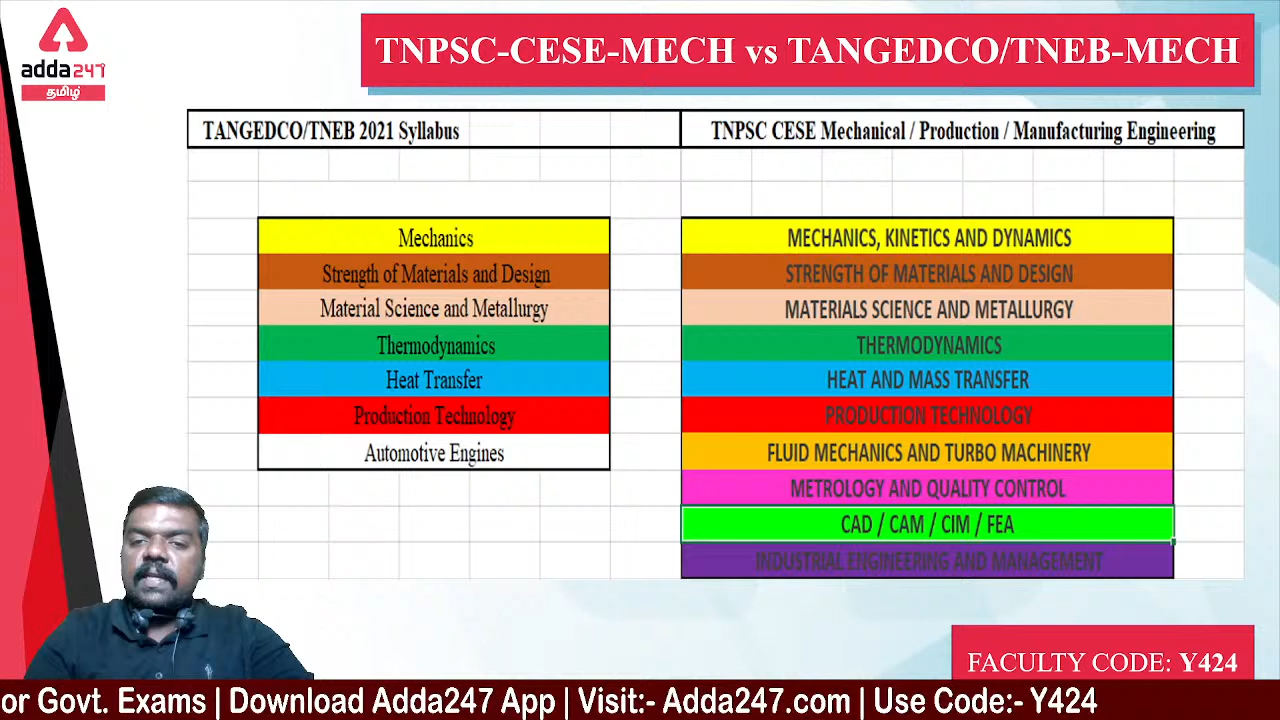 adda247
தமிழ்
TNPSC-CESE-MECH vs TANGEDCO/TNEB-MECH
TANGEDCO/TNEB 2021 Syllabus
TNPSC CESE Mechanical / Production / Manufacturing Engineering
Mechanics
Strength of Materials and Design
Material Science and Metallurgy
Thermodynamics
Heat Transfer
Production Technology
Automotive Engines
MECHANICS, KINETICS AND DYNAMICS
STRENGTH OF MATERIALS AND DESIGN
MATERIALS SCIENCE AND METALLURGY
THERMODYNAMICS
HEAT AND MASS TRANSFER
PRODUCTION TECHNOLOGY
FLUID MECHANICS AND TURBO MACHINERY
METROLOGY AND QUALITY CONTROL
CAD / CAM / CIM / FEA
INDUSTRIAL ENGINEERING AND MANAGEMENT
FACULTY CODE: Y424
or Govt. Exams | Download Adda247 App | Visit:- Adda247.com | Use Code:- Y424